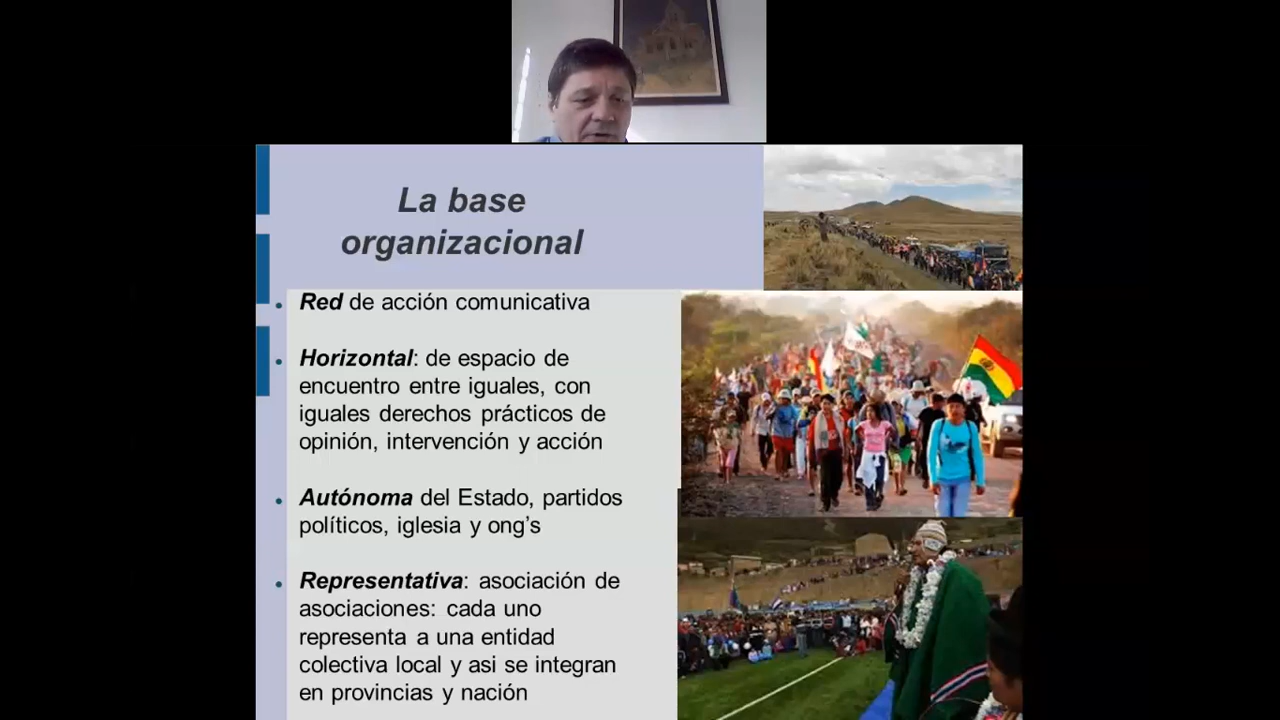 La base
organizacional
Red de acción comunicativa
Horizontal: de espacio de
encuentro entre iguales, con
iguales derechos prácticos de
opinión, intervención y acción
Autónoma del Estado, partidos
políticos, iglesia y ong’s
Representativa: asociación de
asociaciones: cada uno
representa a una entidad
colectiva local y asi se integran
en provincias y nación